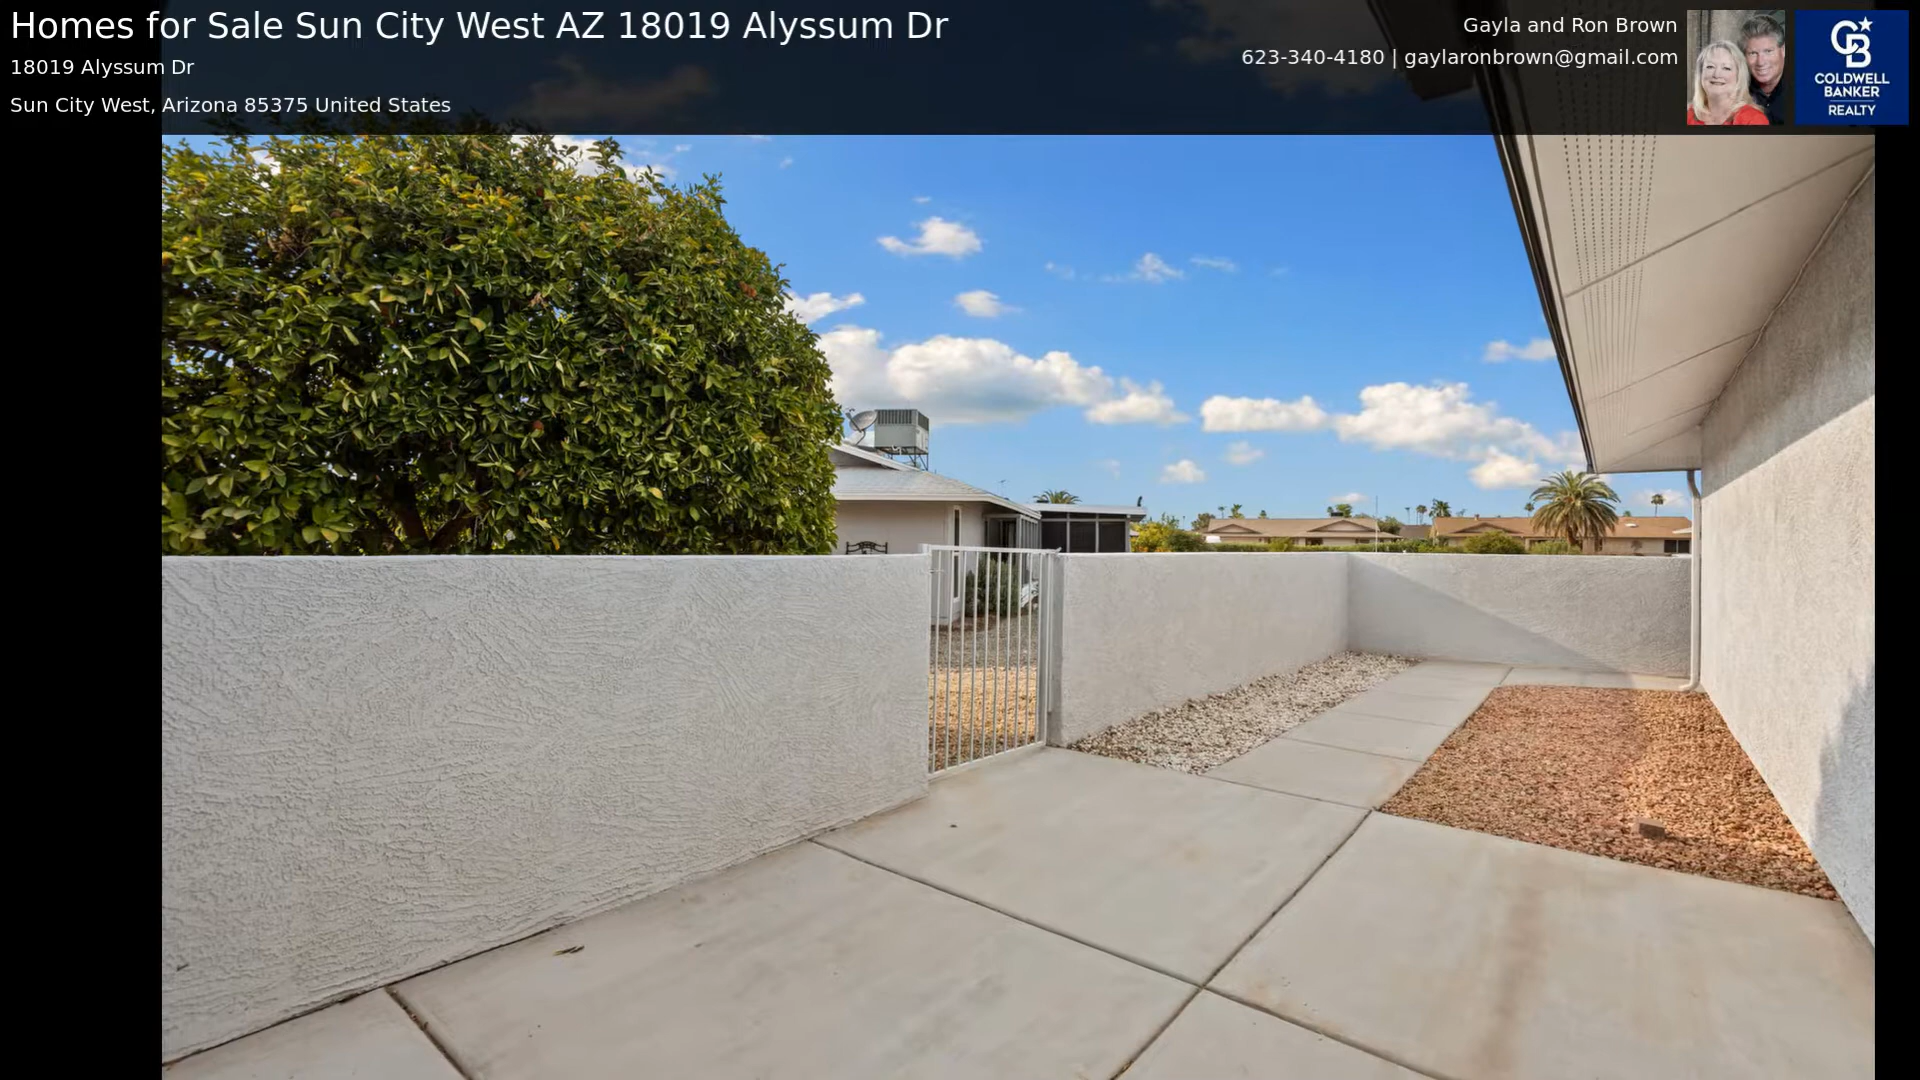 Homes for Sale Sun City West AZ 18019 Alyssum Dr
18019 Alyssum Dr
Sun City West, Arizona 85375 United States
Gayla and Ron Brown
623-340-4180 | gaylaronbrown@gmail.com
CB
COLDWELL
BANKER
REALTY